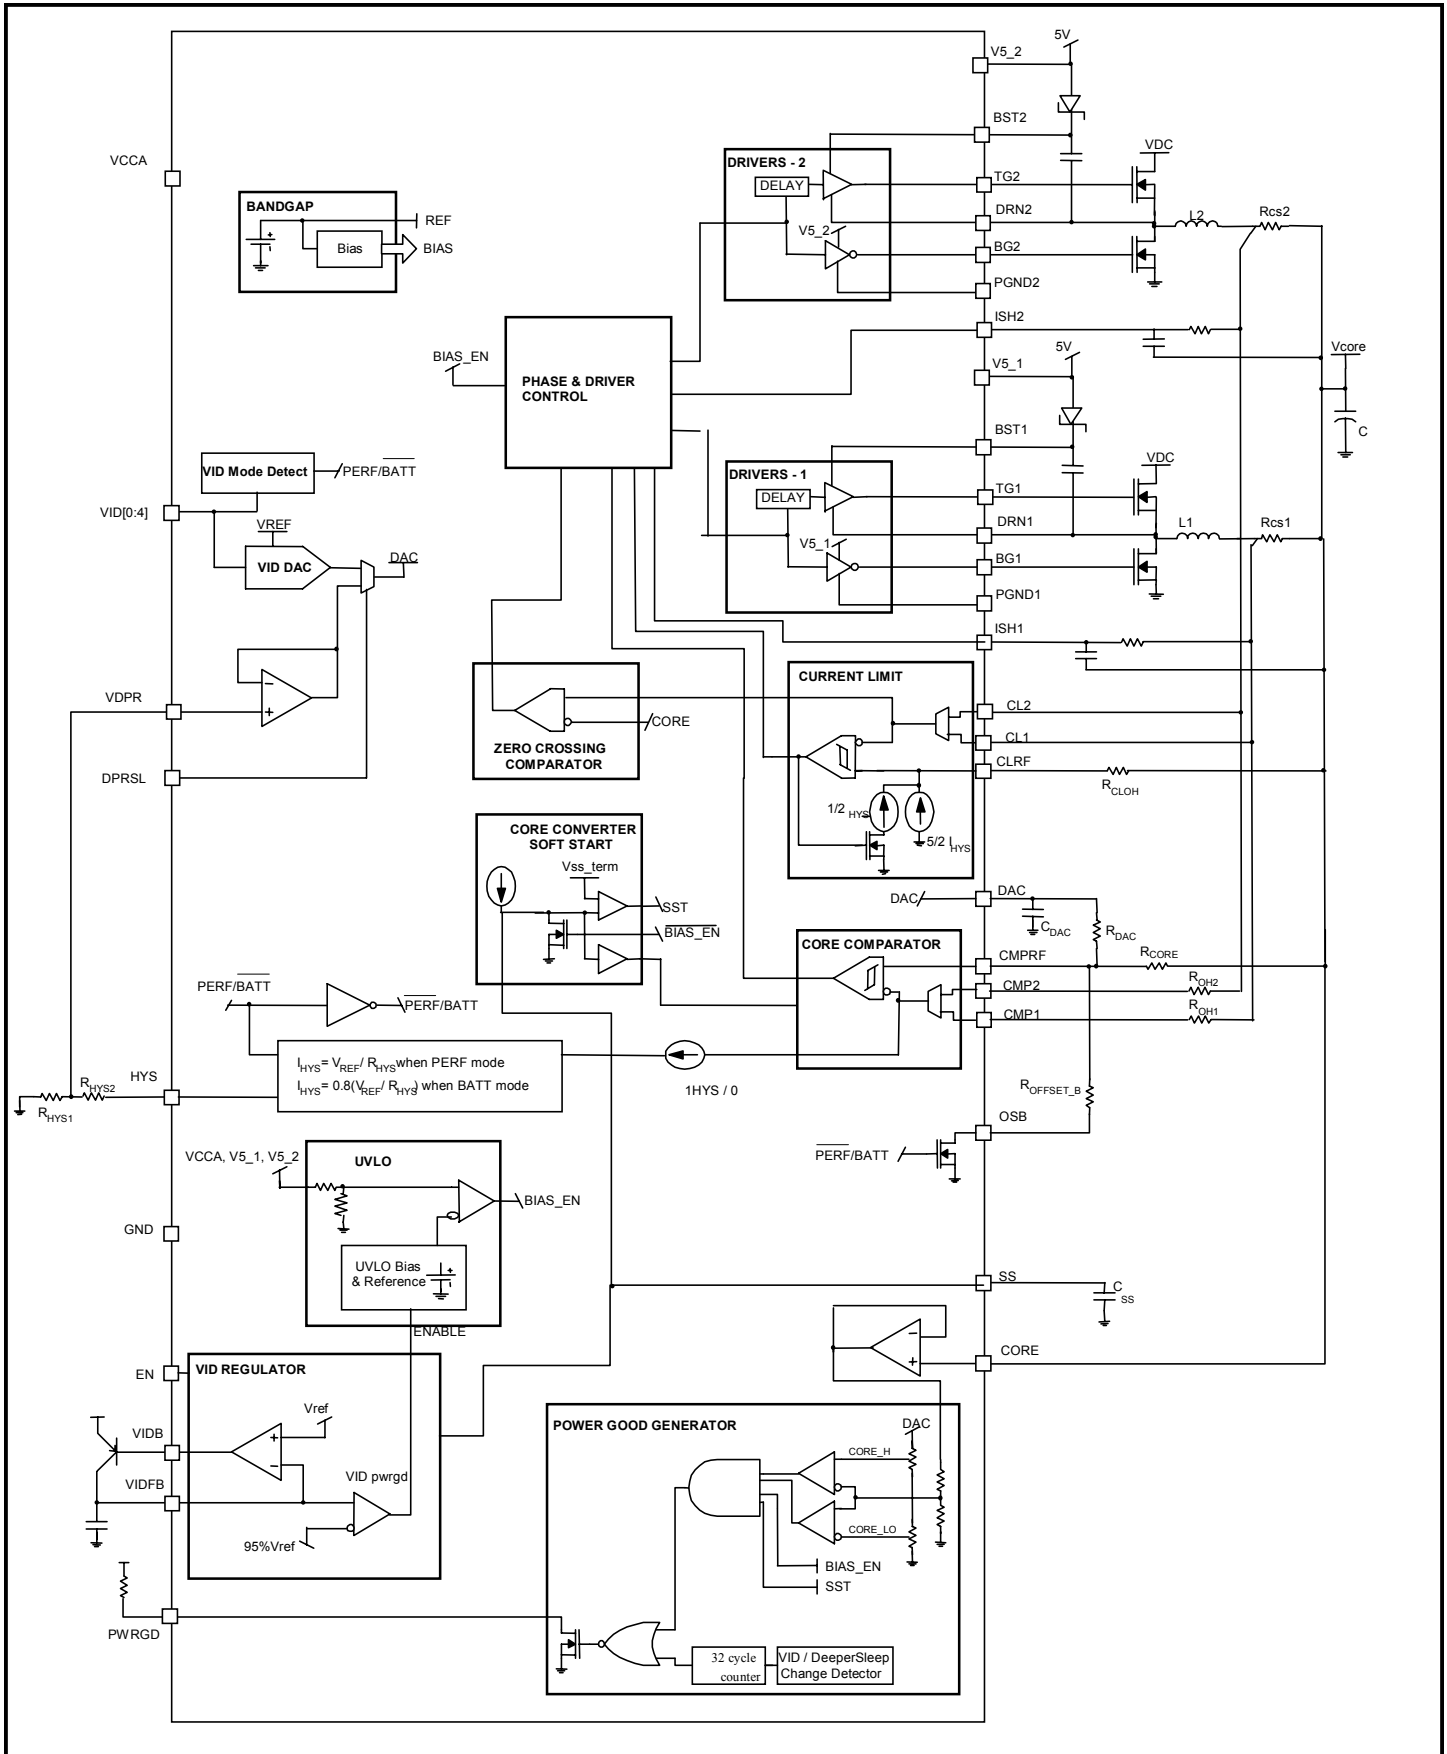 5V
V5_2
BST2
VCCA
DRIVERS - 2
DELAY
TG2
VDC
BANDGAP
REF
Bias
BIAS
V5_2
DRN2
L2
Rcs2
BG2
PGND2
ISH2
BIAS_EN
PHASE & DRIVER
CONTROL
5V
V5_1
Vcore
C
BST1
VID Mode Detect
PERF/BATT
DRIVERS - 1
DELAY
TG1
VDC
VID[0:4]
VREF
VID DAC
DAC
V5_1
DRN1
L1
Rcs1
BG1
PGND1
ISH1
CURRENT LIMIT
VDPR
CORE
ZERO CROSSING
COMPARATOR
CL2
CL1
DPRSL
CLRF
RCLOH
1/2 HYS
5/2 IHYS
CORE CONVERTER
SOFT START
Vss_term
SST
BIAS_EN
DAC
DAC
CDAC
RDAC
CORE COMPARATOR
CMPRF
RCORE
CMP2
ROH2
CMP1
ROH1
PERF/BATT
PERF/BATT
HYS
RHYS2
RHYS1
IHYS= VREF/ RHYS when PERF mode
IHYS= 0.8(VREF/ RHYS) when BATT mode
1HYS / 0
ROFFSET_B
OSB
PERF/BATT
VCCA, V5_1, V5_2
UVLO
BIAS_EN
GND
UVLO Bias
& Reference
ENABLE
SS
C
SS
CORE
EN
VID REGULATOR
Vref
VIDB
VIDFB
VID pwrgd
95%Vref
POWER GOOD GENERATOR
DAC
CORE_H
CORE_LO
BIAS_EN
SST
PWRGD
32 cycle
counter
VID / DeeperSleep
Change Detector